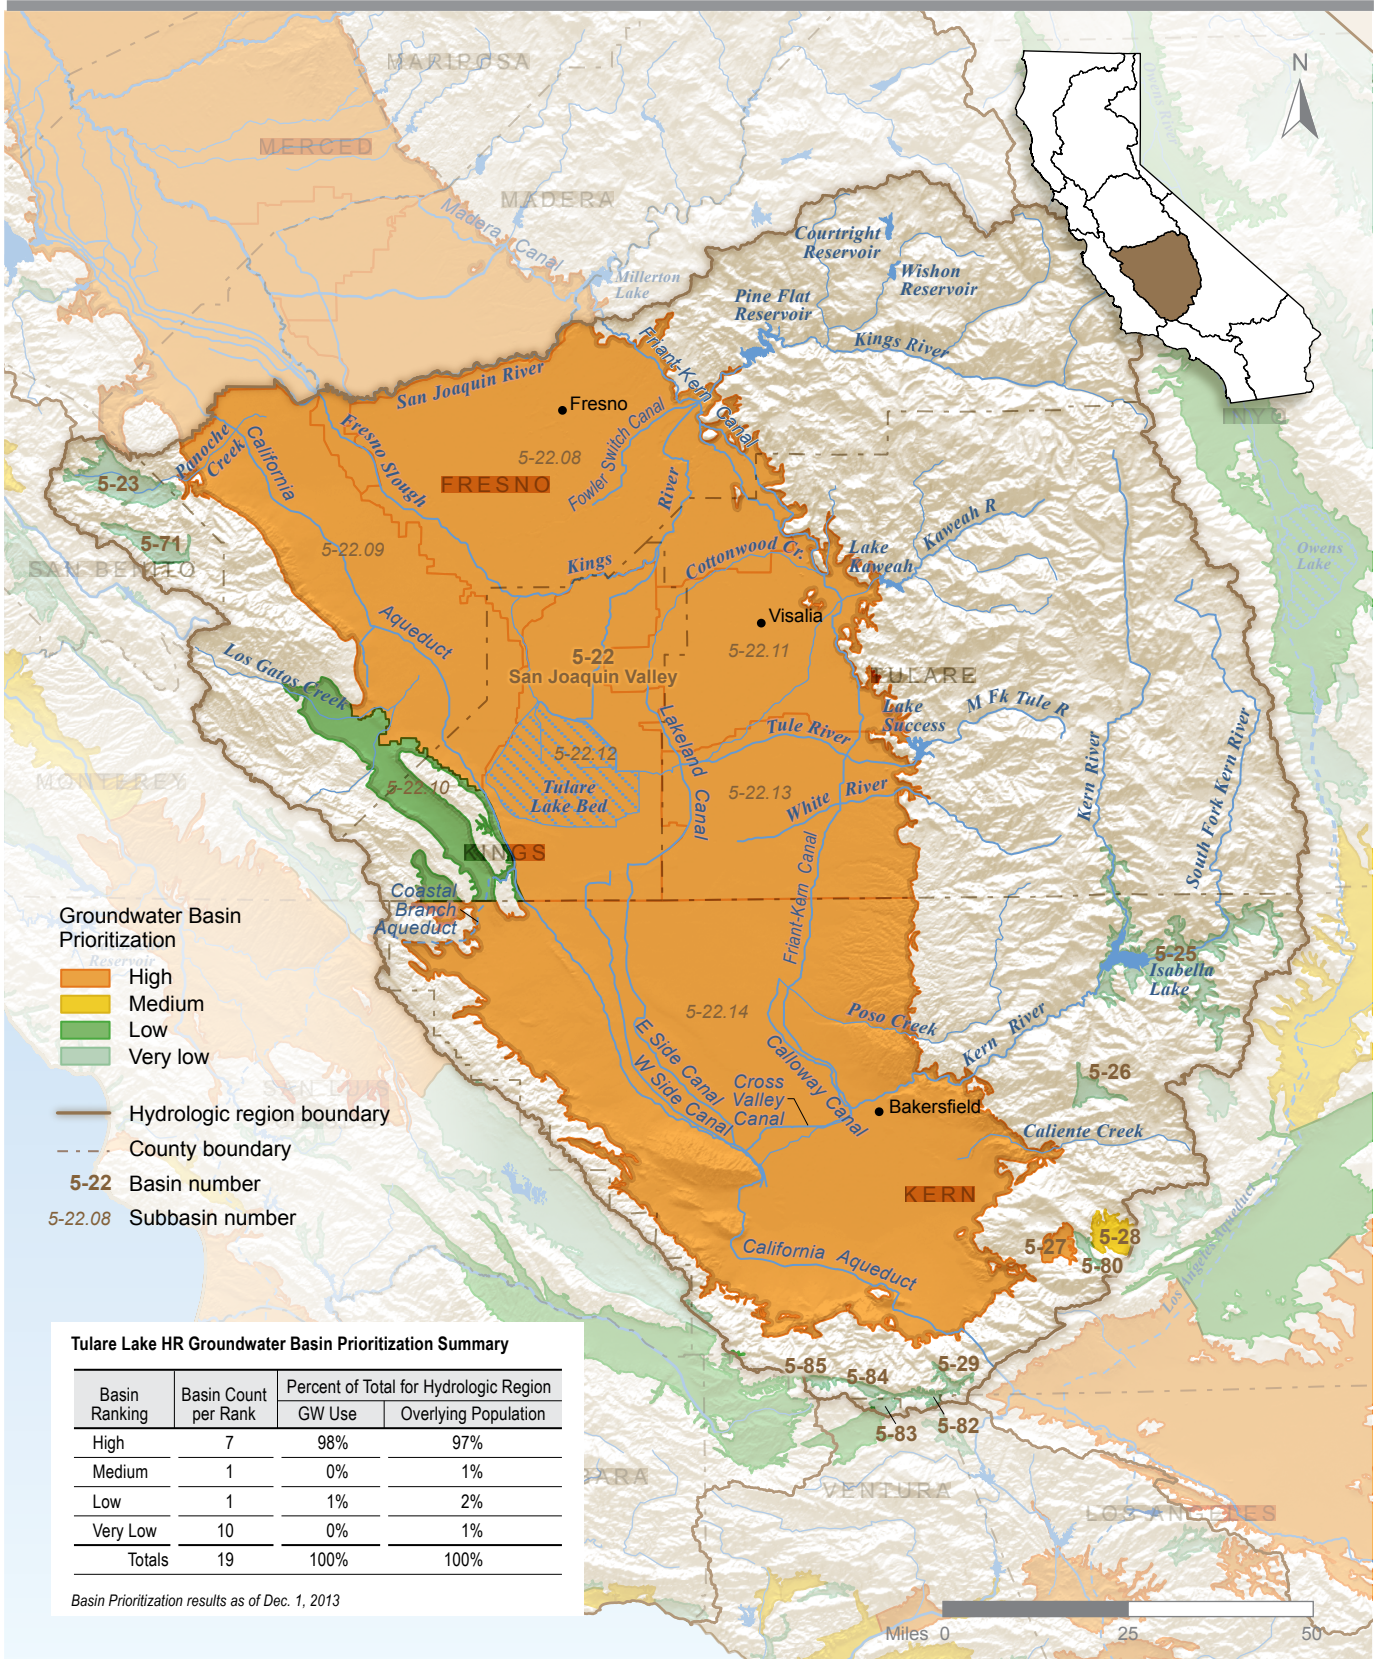 MARIPOSA
MERCED
MADERA
Madera Canal
Millerton
Lake
Owens River
N
Courtright
Reservoir
Wishon
Reservoir
Pine Flat
Reservoir
Kings River
Friant-Kern Canal
San Joaquin River
Fresno
Fowler Switch Canal
5-22.08
FRESNO
Fresno Slough
Panoche
Creek
California
Aqueduct
5-23
5-71
SAN BENITO
5-22.09
River
Kings
Cottonwood Cr.
Lake
Kaweah
Kaweah R
INYO
Owens
Lake
Visalia
5-22.11
5-22
San Joaquin Valley
TULARE
Los Gatos Creek
Lake
Success
M Fk Tule R
Tule River
Lakeland Canal
5-22.12
Tulare
Lake Bed
5-22.10
MONTEREY
5-22.13
White River
Kern River
South Fork Kern River
KINGS
Coastal
Branch
Aqueduct
Friant-Kern Canal
5-25
Isabella
Lake
5-22.14
Poso Creek
Kern River
E Side Canal
W Side Canal
Calloway Canal
Cross
Valley
Canal
Bakersfield
5-26
Caliente Creek
KERN
California Aqueduct
5-27
5-28
5-80
Los Angeles Aqueduct
5-85
5-84
5-29
5-83
5-82
VENTURA
LOS ANGELES
BARA
SAN LUIS
Reservoir
Groundwater Basin
Prioritization
High
Medium
Low
Very low
Hydrologic region boundary
County boundary
5-22 Basin number
5-22.08 Subbasin number
Tulare Lake HR Groundwater Basin Prioritization Summary
Basin Ranking Basin Count per Rank Percent of Total for Hydrologic Region
GW Use Overlying Population
High 7 98% 97%
Medium 1 0% 1%
Low 1 1% 2%
Very Low 10 0% 1%
Totals 19 100% 100%
Basin Prioritization results as of Dec. 1, 2013
Miles 0 25 50